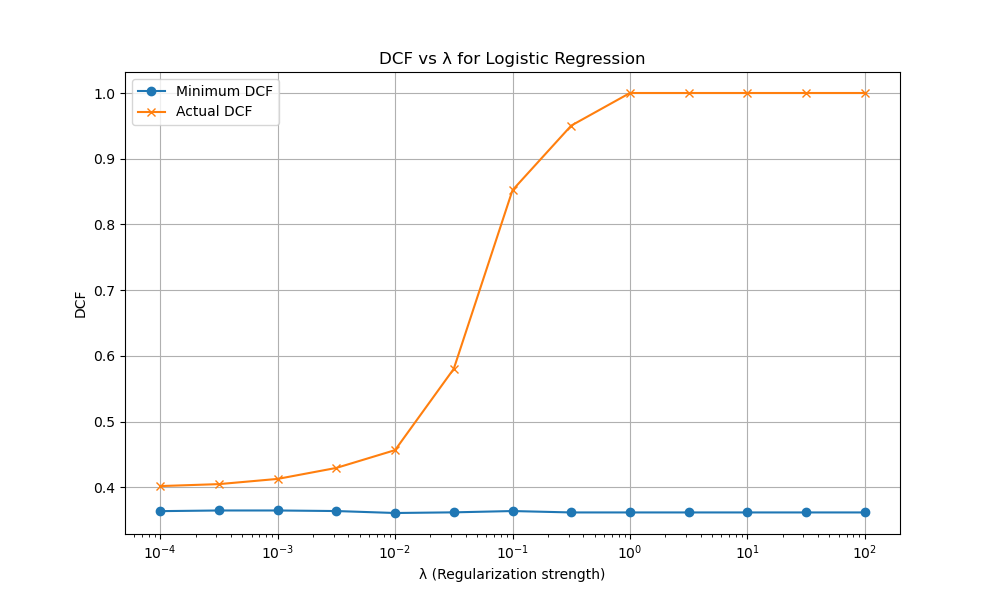 DCF vs λ for Logistic Regression
Minimum DCF
Actual DCF
1.0
0.9
0.8
0.7
0.6
0.5
0.4
DCF
10⁻⁴ 10⁻³ 10⁻² 10⁻¹ 10⁰ 10¹ 10²
λ (Regularization strength)